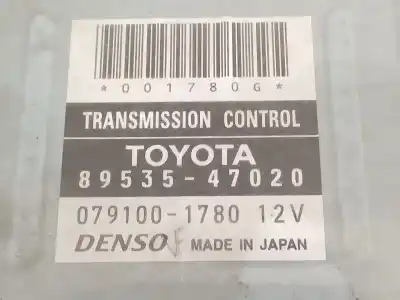 *001780G*
TRANSMISSION CONTROL
TOYOTA
89535-47020
079100-1780 12V
DENSO MADE IN JAPAN